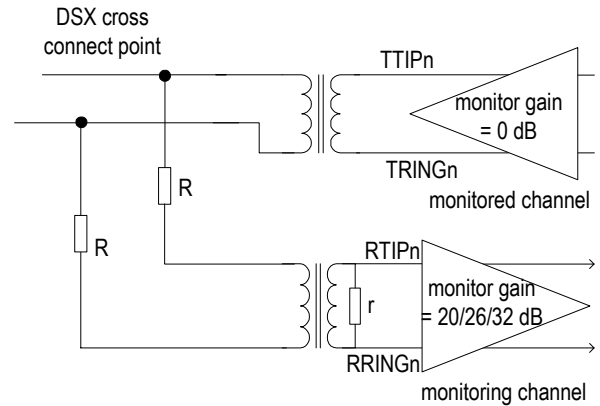 DSX cross
connect point
TTIPn
monitor gain
= 0 dB
TRINGn
monitored channel
R
R
RTIPn
monitor gain
= 20/26/32 dB
r
RRINGn
monitoring channel